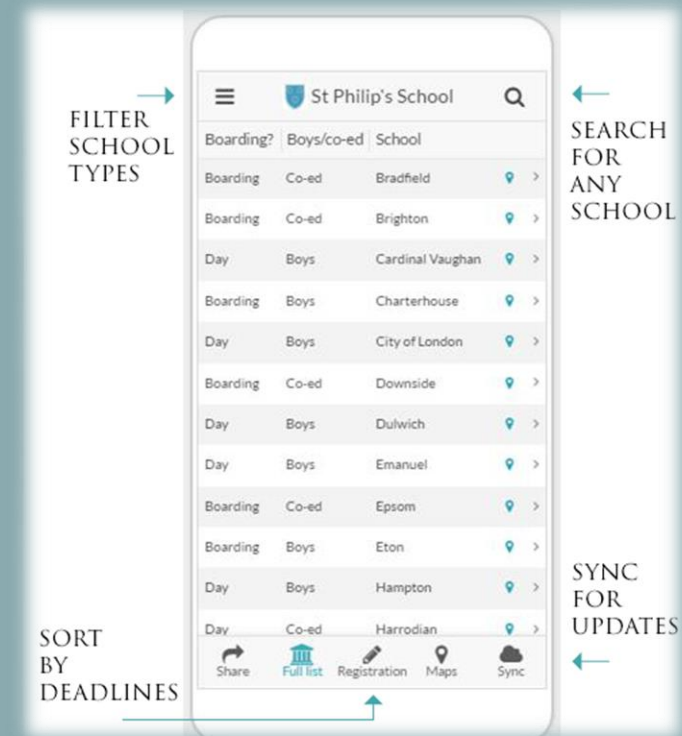 FILTER
SCHOOL
TYPES
SEARCH
FOR
ANY
SCHOOL
St Philip's School
Boarding? Boys/co-ed School
Boarding Co-ed Bradfield
Boarding Co-ed Brighton
Day Boys Cardinal Vaughan
Boarding Boys Charterhouse
Day Boys City of London
Boarding Co-ed Downside
Day Boys Dulwich
Day Boys Emanuel
Boarding Co-ed Epsom
Boarding Boys Eton
Day Boys Hampton
Day Co-ed Harrodian
Share Full list Registration Maps Sync
SYNC
FOR
UPDATES
SORT
BY
DEADLINES